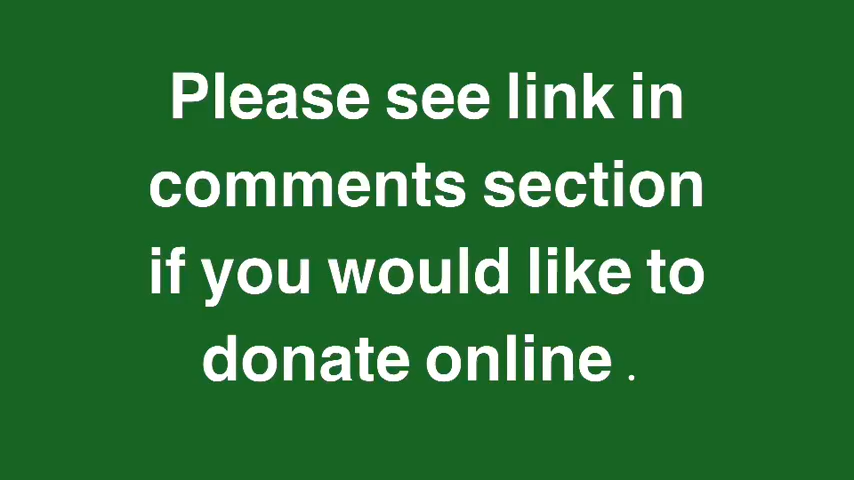 Please see link in
comments section
if you would like to
donate online .